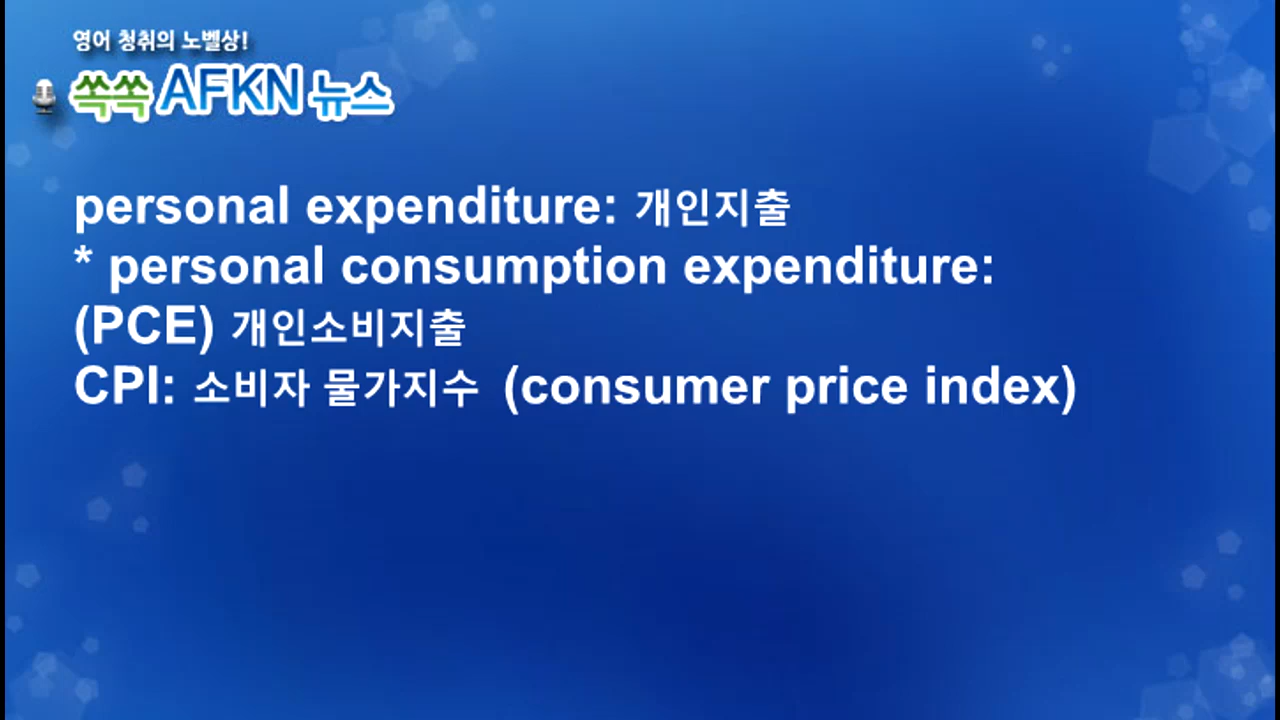 영어 청취의 노벨상!
쏙쏙 AFKN 뉴스
personal expenditure: 개인지출
* personal consumption expenditure:
(PCE) 개인소비지출
CPI: 소비자 물가지수 (consumer price index)